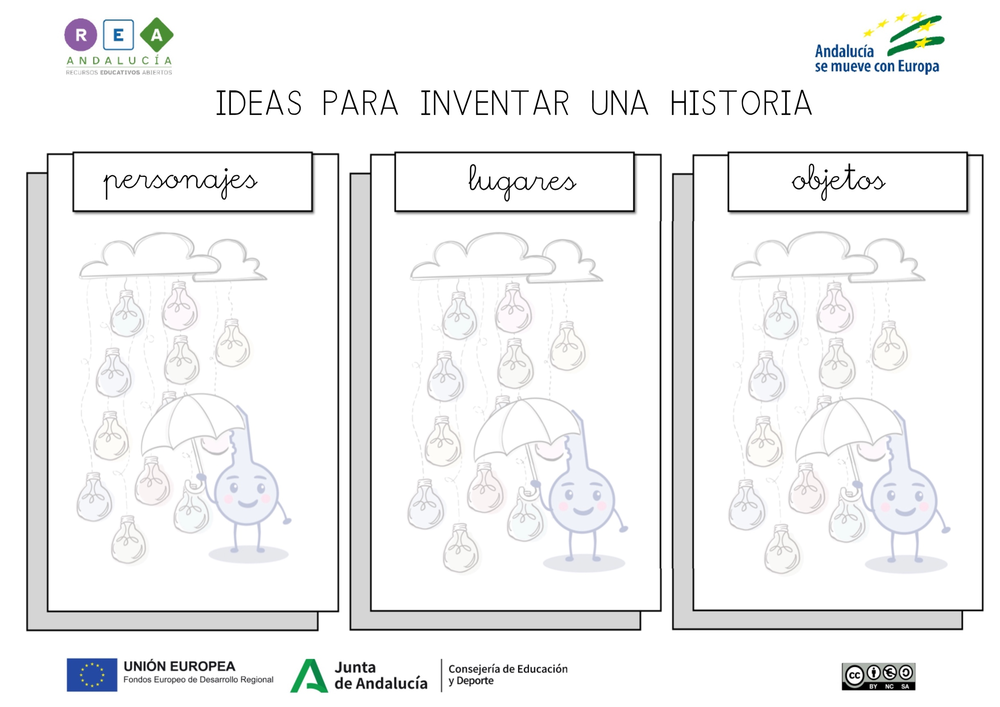 R E A
ANDALUCÍA
RECURSOS EDUCATIVOS ABIERTOS
Andalucía
se mueve con Europa
IDEAS PARA INVENTAR UNA HISTORIA
personajes
lugares
objetos
UNIÓN EUROPEA
Fondos Europeo de Desarrollo Regional
Junta
de Andalucía
Consejería de Educación
y Deporte
cc
BY NC SA